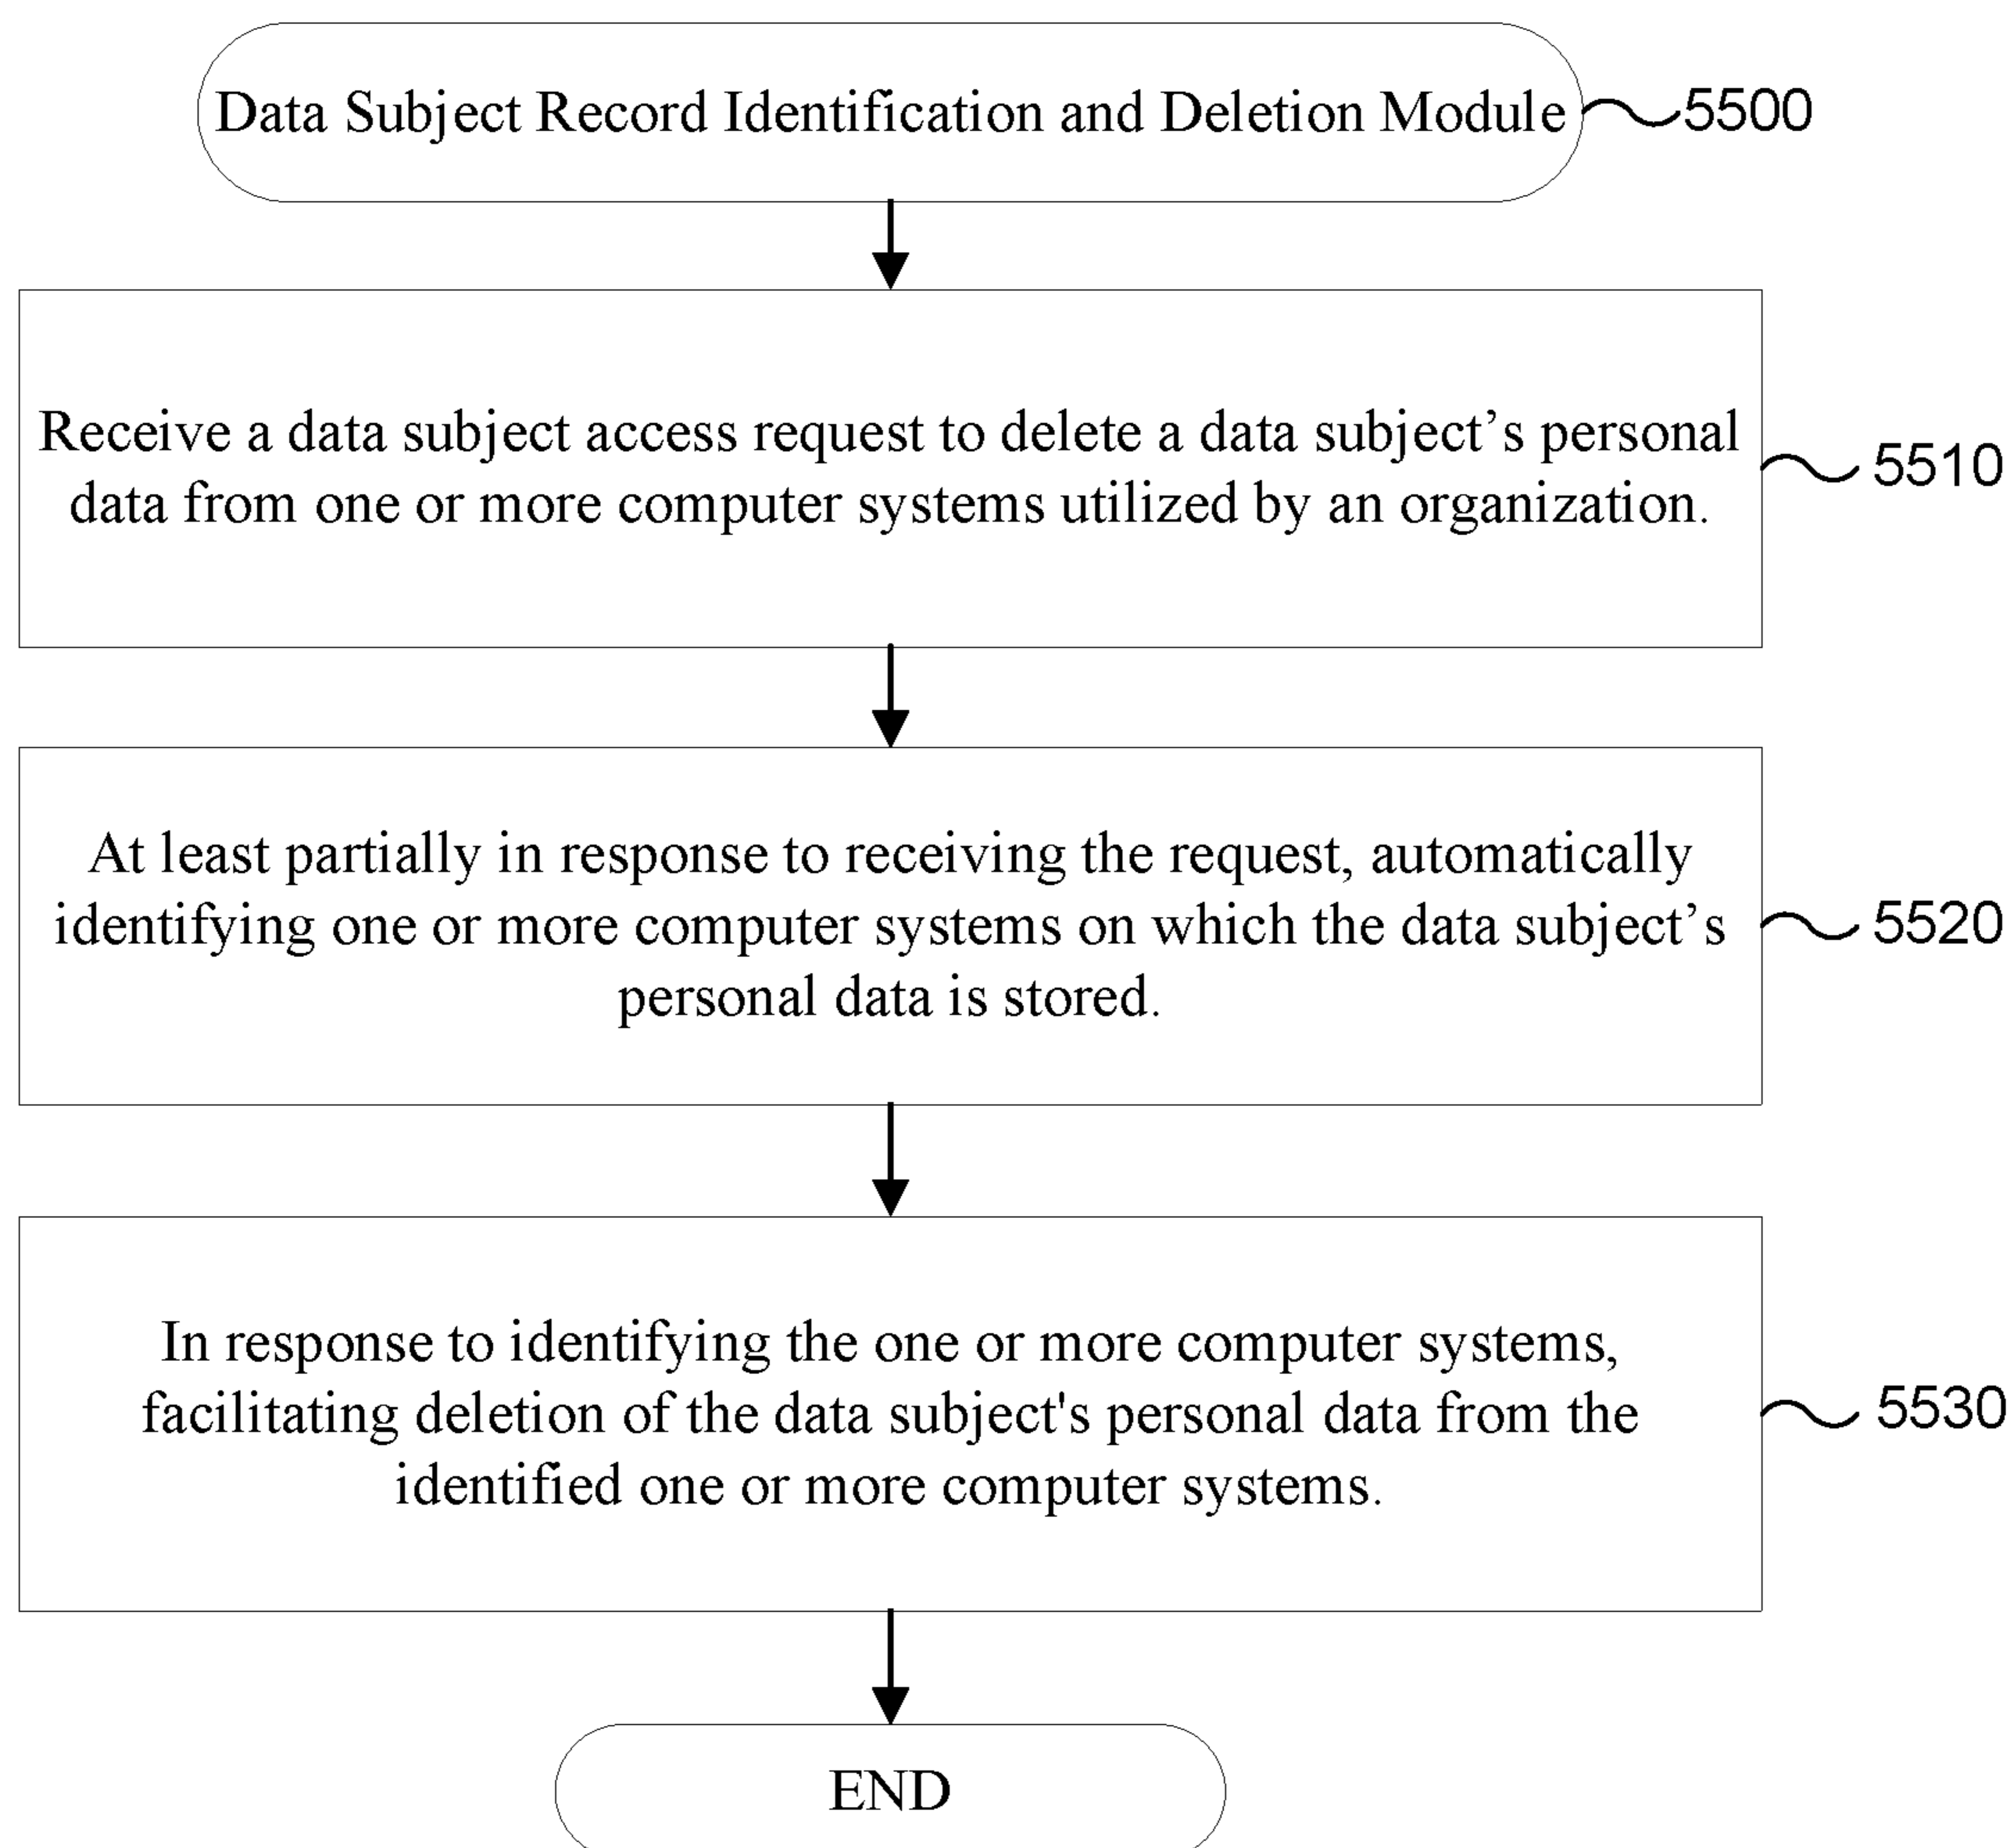 Data Subject Record Identification and Deletion Module 5500
Receive a data subject access request to delete a data subject’s personal
data from one or more computer systems utilized by an organization.
5510
At least partially in response to receiving the request, automatically
identifying one or more computer systems on which the data subject’s
personal data is stored.
5520
In response to identifying the one or more computer systems,
facilitating deletion of the data subject's personal data from the
identified one or more computer systems.
5530
END